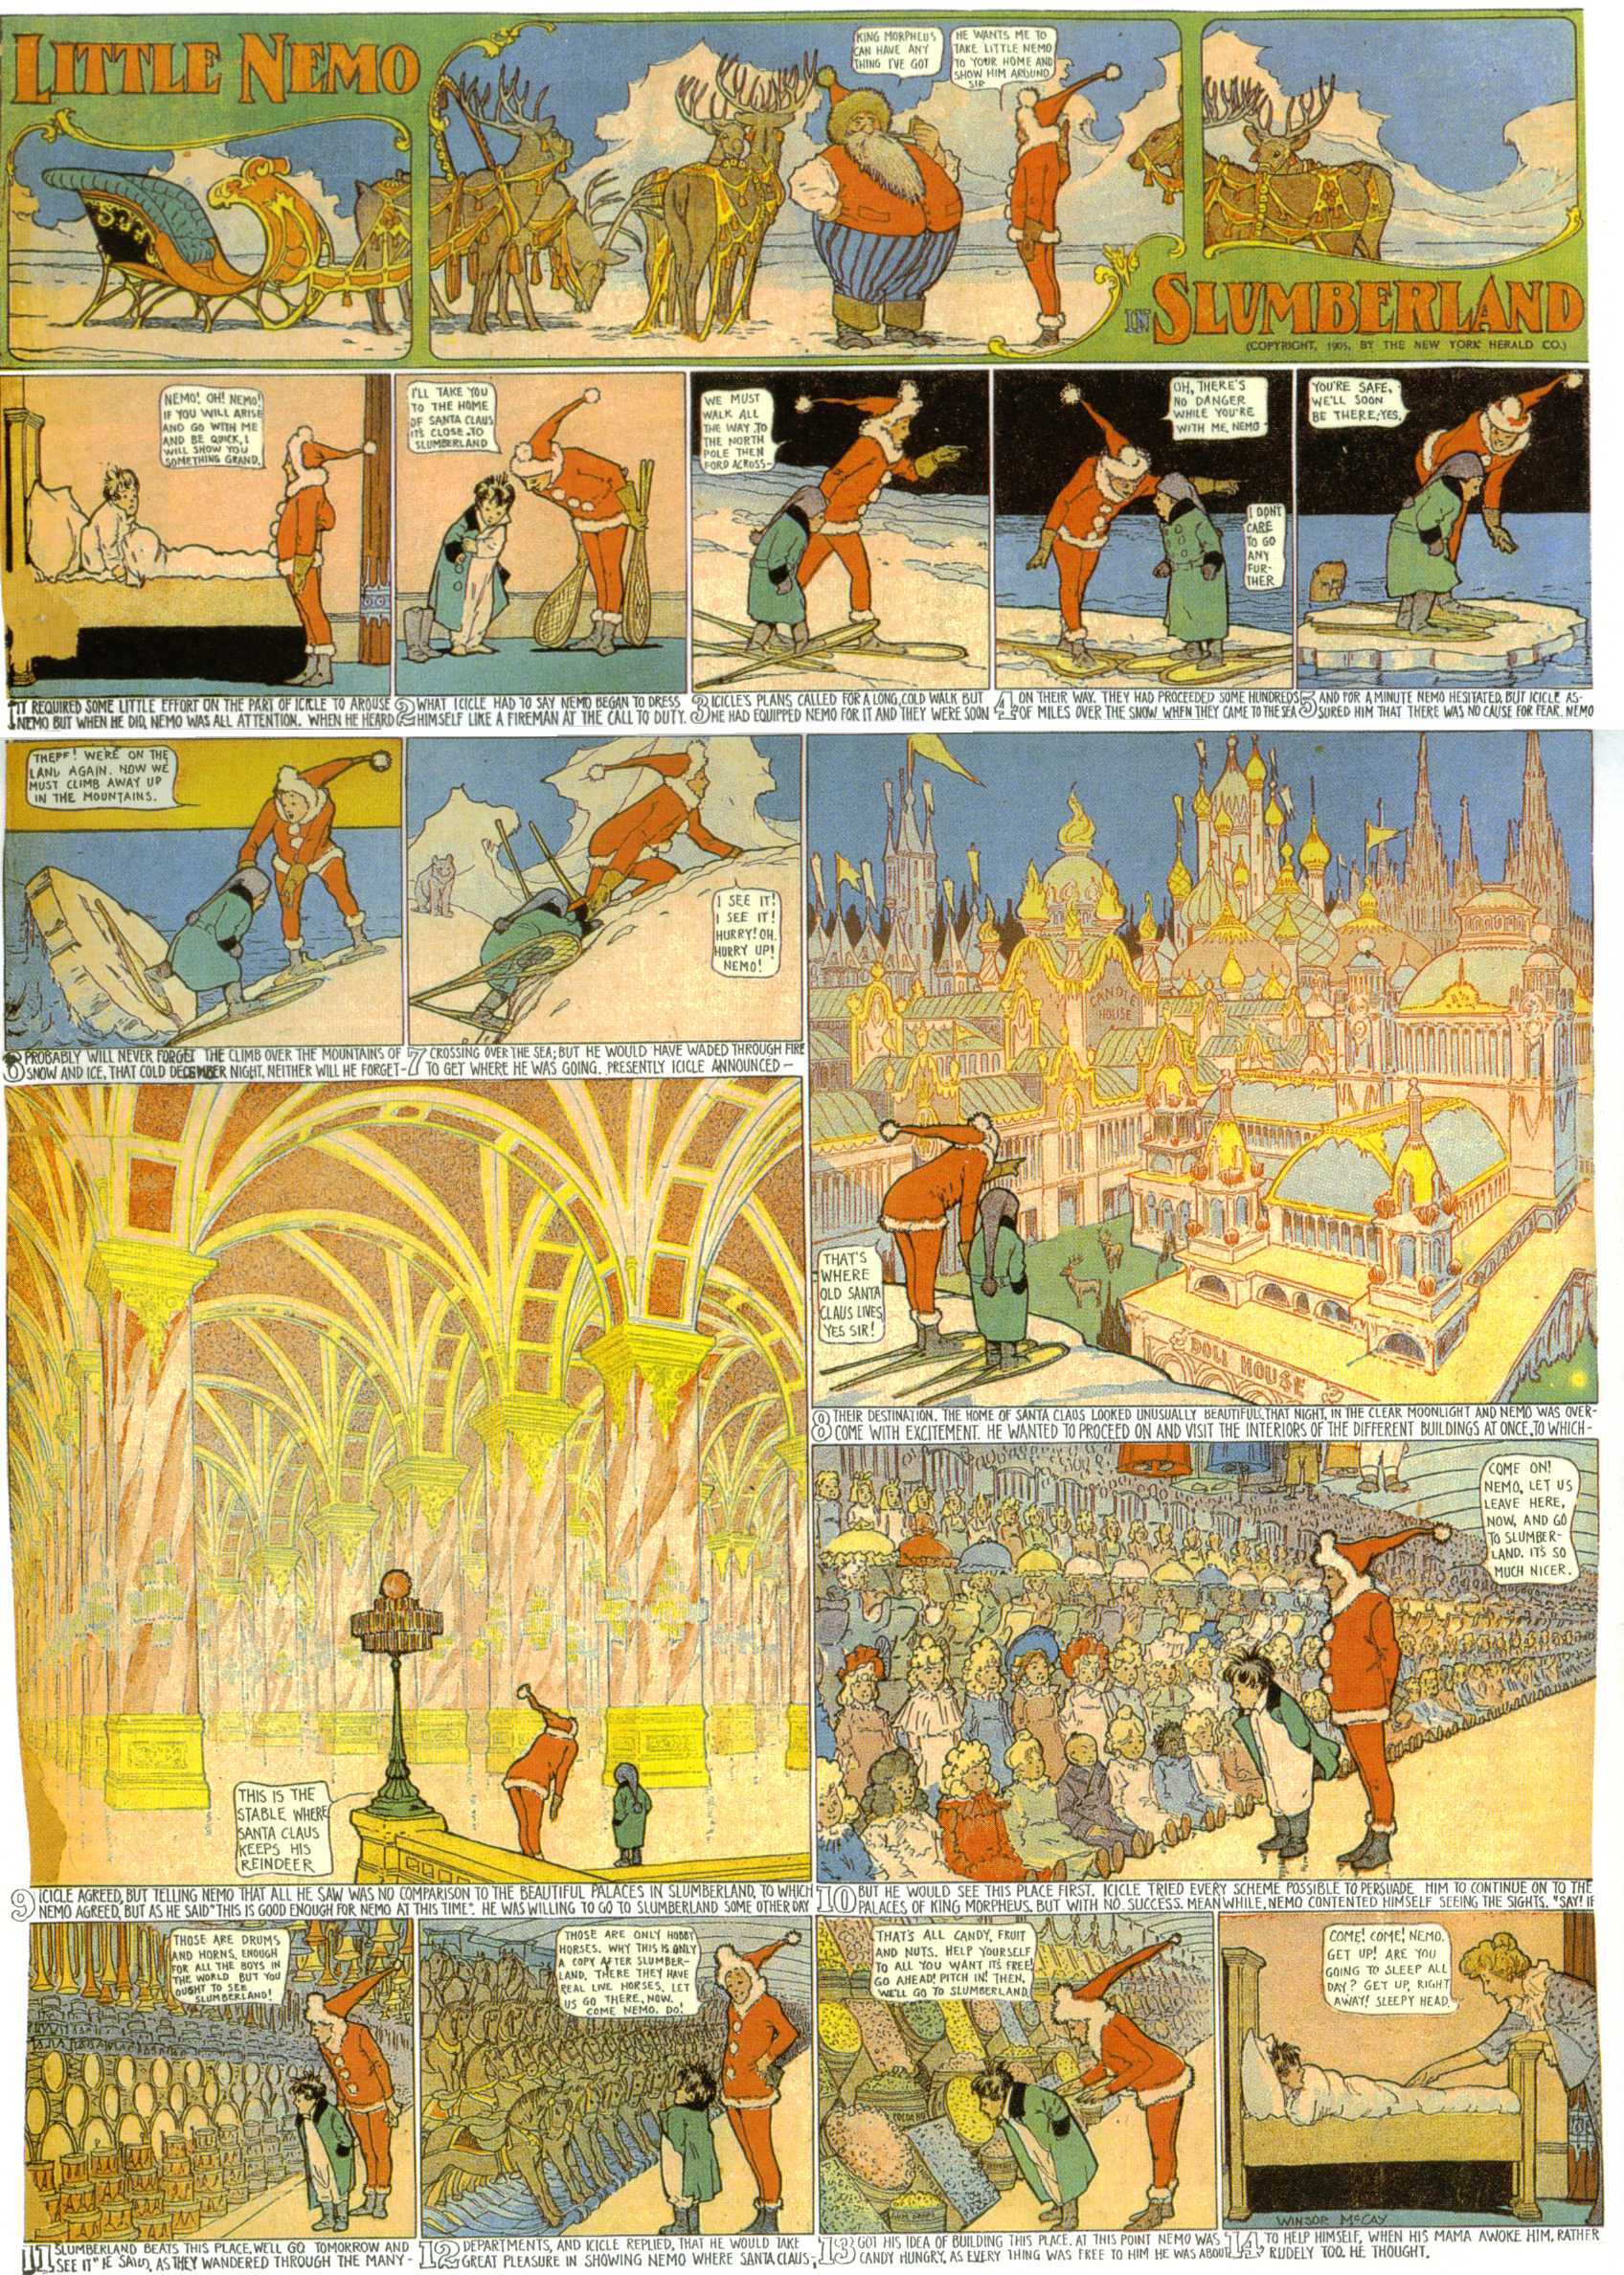 LITTLE NEMO
KING MORPHEUS
CAN HAVE ANY
THING I'VE GOT
HE WANTS ME TO
TAKE LITTLE NEMO
TO YOUR HOME AND
SHOW HIM AROUND
SIR
IN SLUMBERLAND
(COPYRIGHT, 1905, BY THE NEW YORK HERALD CO.)
NEMO! OH! NEMO!
IF YOU WILL ARISE
AND GO WITH ME
AND BE QUICK, I
WILL SHOW YOU
SOMETHING GRAND.
I'LL TAKE YOU
TO THE HOME
OF SANTA CLAUS
IT'S CLOSE TO
SLUMBERLAND
WE MUST
WALK ALL
THE WAY TO
THE NORTH
POLE THEN
FORD ACROSS-
OH, THERE'S
NO DANGER
WHILE YOU'RE
WITH ME, NEMO
I DON'T
CARE
TO GO
ANY
FUR-
THER
YOU'RE SAFE,
WE'LL SOON
BE THERE, YES,
1 IT REQUIRED SOME LITTLE EFFORT ON THE PART OF ICICLE TO AROUSE
NEMO BUT WHEN HE DID, NEMO WAS ALL ATTENTION. WHEN HE HEARD
2 WHAT ICICLE HAD TO SAY NEMO BEGAN TO DRESS
HIMSELF LIKE A FIREMAN AT THE CALL TO DUTY.
3 ICICLE'S PLANS CALLED FOR A LONG, COLD WALK BUT
HE HAD EQUIPPED NEMO FOR IT AND THEY WERE SOON
4 ON THEIR WAY. THEY HAD PROCEEDED SOME HUNDREDS
OF MILES OVER THE SNOW WHEN THEY CAME TO THE SEA
5 AND FOR A MINUTE NEMO HESITATED, BUT ICICLE AS-
SURED HIM THAT THERE WAS NO CAUSE FOR FEAR. NEMO
THERE! WERE ON THE
LAND AGAIN. NOW WE
MUST CLIMB AWAY UP
IN THE MOUNTAINS.
I SEE IT!
I SEE IT!
HURRY! OH.
HURRY UP!
NEMO!
6 PROBABLY WILL NEVER FORGET THE CLIMB OVER THE MOUNTAINS OF
SNOW AND ICE, THAT COLD DECEMBER NIGHT, NEITHER WILL HE FORGET-
7 CROSSING OVER THE SEA; BUT HE WOULD HAVE WADED THROUGH FIRE
TO GET WHERE HE WAS GOING. PRESENTLY ICICLE ANNOUNCED-
CANDLE
HOUSE
THAT'S
WHERE
OLD SANTA
CLAUS LIVES
YES SIR!
DOLL HOUSE
8 THEIR DESTINATION. THE HOME OF SANTA CLAUS LOOKED UNUSUALLY BEAUTIFUL, THAT NIGHT, IN THE CLEAR MOONLIGHT AND NEMO WAS OVER-
COME WITH EXCITEMENT. HE WANTED TO PROCEED ON AND VISIT THE INTERIORS OF THE DIFFERENT BUILDINGS AT ONCE, TO WHICH-
THIS IS THE
STABLE WHERE
SANTA CLAUS
KEEPS HIS
REINDEER
COME ON!
NEMO, LET US
LEAVE HERE,
NOW, AND GO
TO SLUMBER-
LAND. ITS SO
MUCH NICER.
9 ICICLE AGREED, BUT TELLING NEMO THAT ALL HE SAW WAS NO COMPARISON TO THE BEAUTIFUL PALACES IN SLUMBERLAND, TO WHICH
NEMO AGREED, BUT AS HE SAID "THIS IS GOOD ENOUGH FOR NEMO AT THIS TIME". HE WAS WILLING TO GO TO SLUMBERLAND SOME OTHER DAY
10 BUT HE WOULD SEE THIS PLACE FIRST. ICICLE TRIED EVERY SCHEME POSSIBLE TO PERSUADE HIM TO CONTINUE ON TO THE
PALACES OF KING MORPHEUS, BUT WITH NO SUCCESS. MEANWHILE, NEMO CONTENTED HIMSELF SEEING THE SIGHTS. "SAY! IF
THOSE ARE DRUMS
AND HORNS, ENOUGH
FOR ALL THE BOYS IN
THE WORLD BUT YOU
OUGHT TO SEE
SLUMBERLAND!
THOSE ARE ONLY HOBBY
HORSES. WHY THIS IS ONLY
A COPY AFTER SLUMBER-
LAND, THERE THEY HAVE
REAL LIVE HORSES, LET
US GO THERE, NOW.
COME NEMO. DO!
THAT'S ALL CANDY, FRUIT
AND NUTS. HELP YOURSELF
TO ALL YOU WANT ITS FREE!
GO AHEAD! PITCH IN! THEN,
WE'LL GO TO SLUMBERLAND
COME! COME! NEMO.
GET UP! ARE YOU
GOING TO SLEEP ALL
DAY? GET UP, RIGHT
AWAY! SLEEPY HEAD.
WINSOR McCAY
11 SLUMBERLAND BEATS THIS PLACE, WE'LL GO TOMORROW AND
SEE IT" HE SAID, AS THEY WANDERED THROUGH THE MANY-
12 DEPARTMENTS, AND ICICLE REPLIED, THAT HE WOULD TAKE
GREAT PLEASURE IN SHOWING NEMO WHERE SANTA CLAUS;
13 GOT HIS IDEA OF BUILDING THIS PLACE. AT THIS POINT NEMO WAS
CANDY HUNGRY, AS EVERY THING WAS FREE TO HIM HE WAS ABOUT
14 TO HELP HIMSELF, WHEN HIS MAMA AWOKE HIM, RATHER
RUDELY TOO. HE THOUGHT.